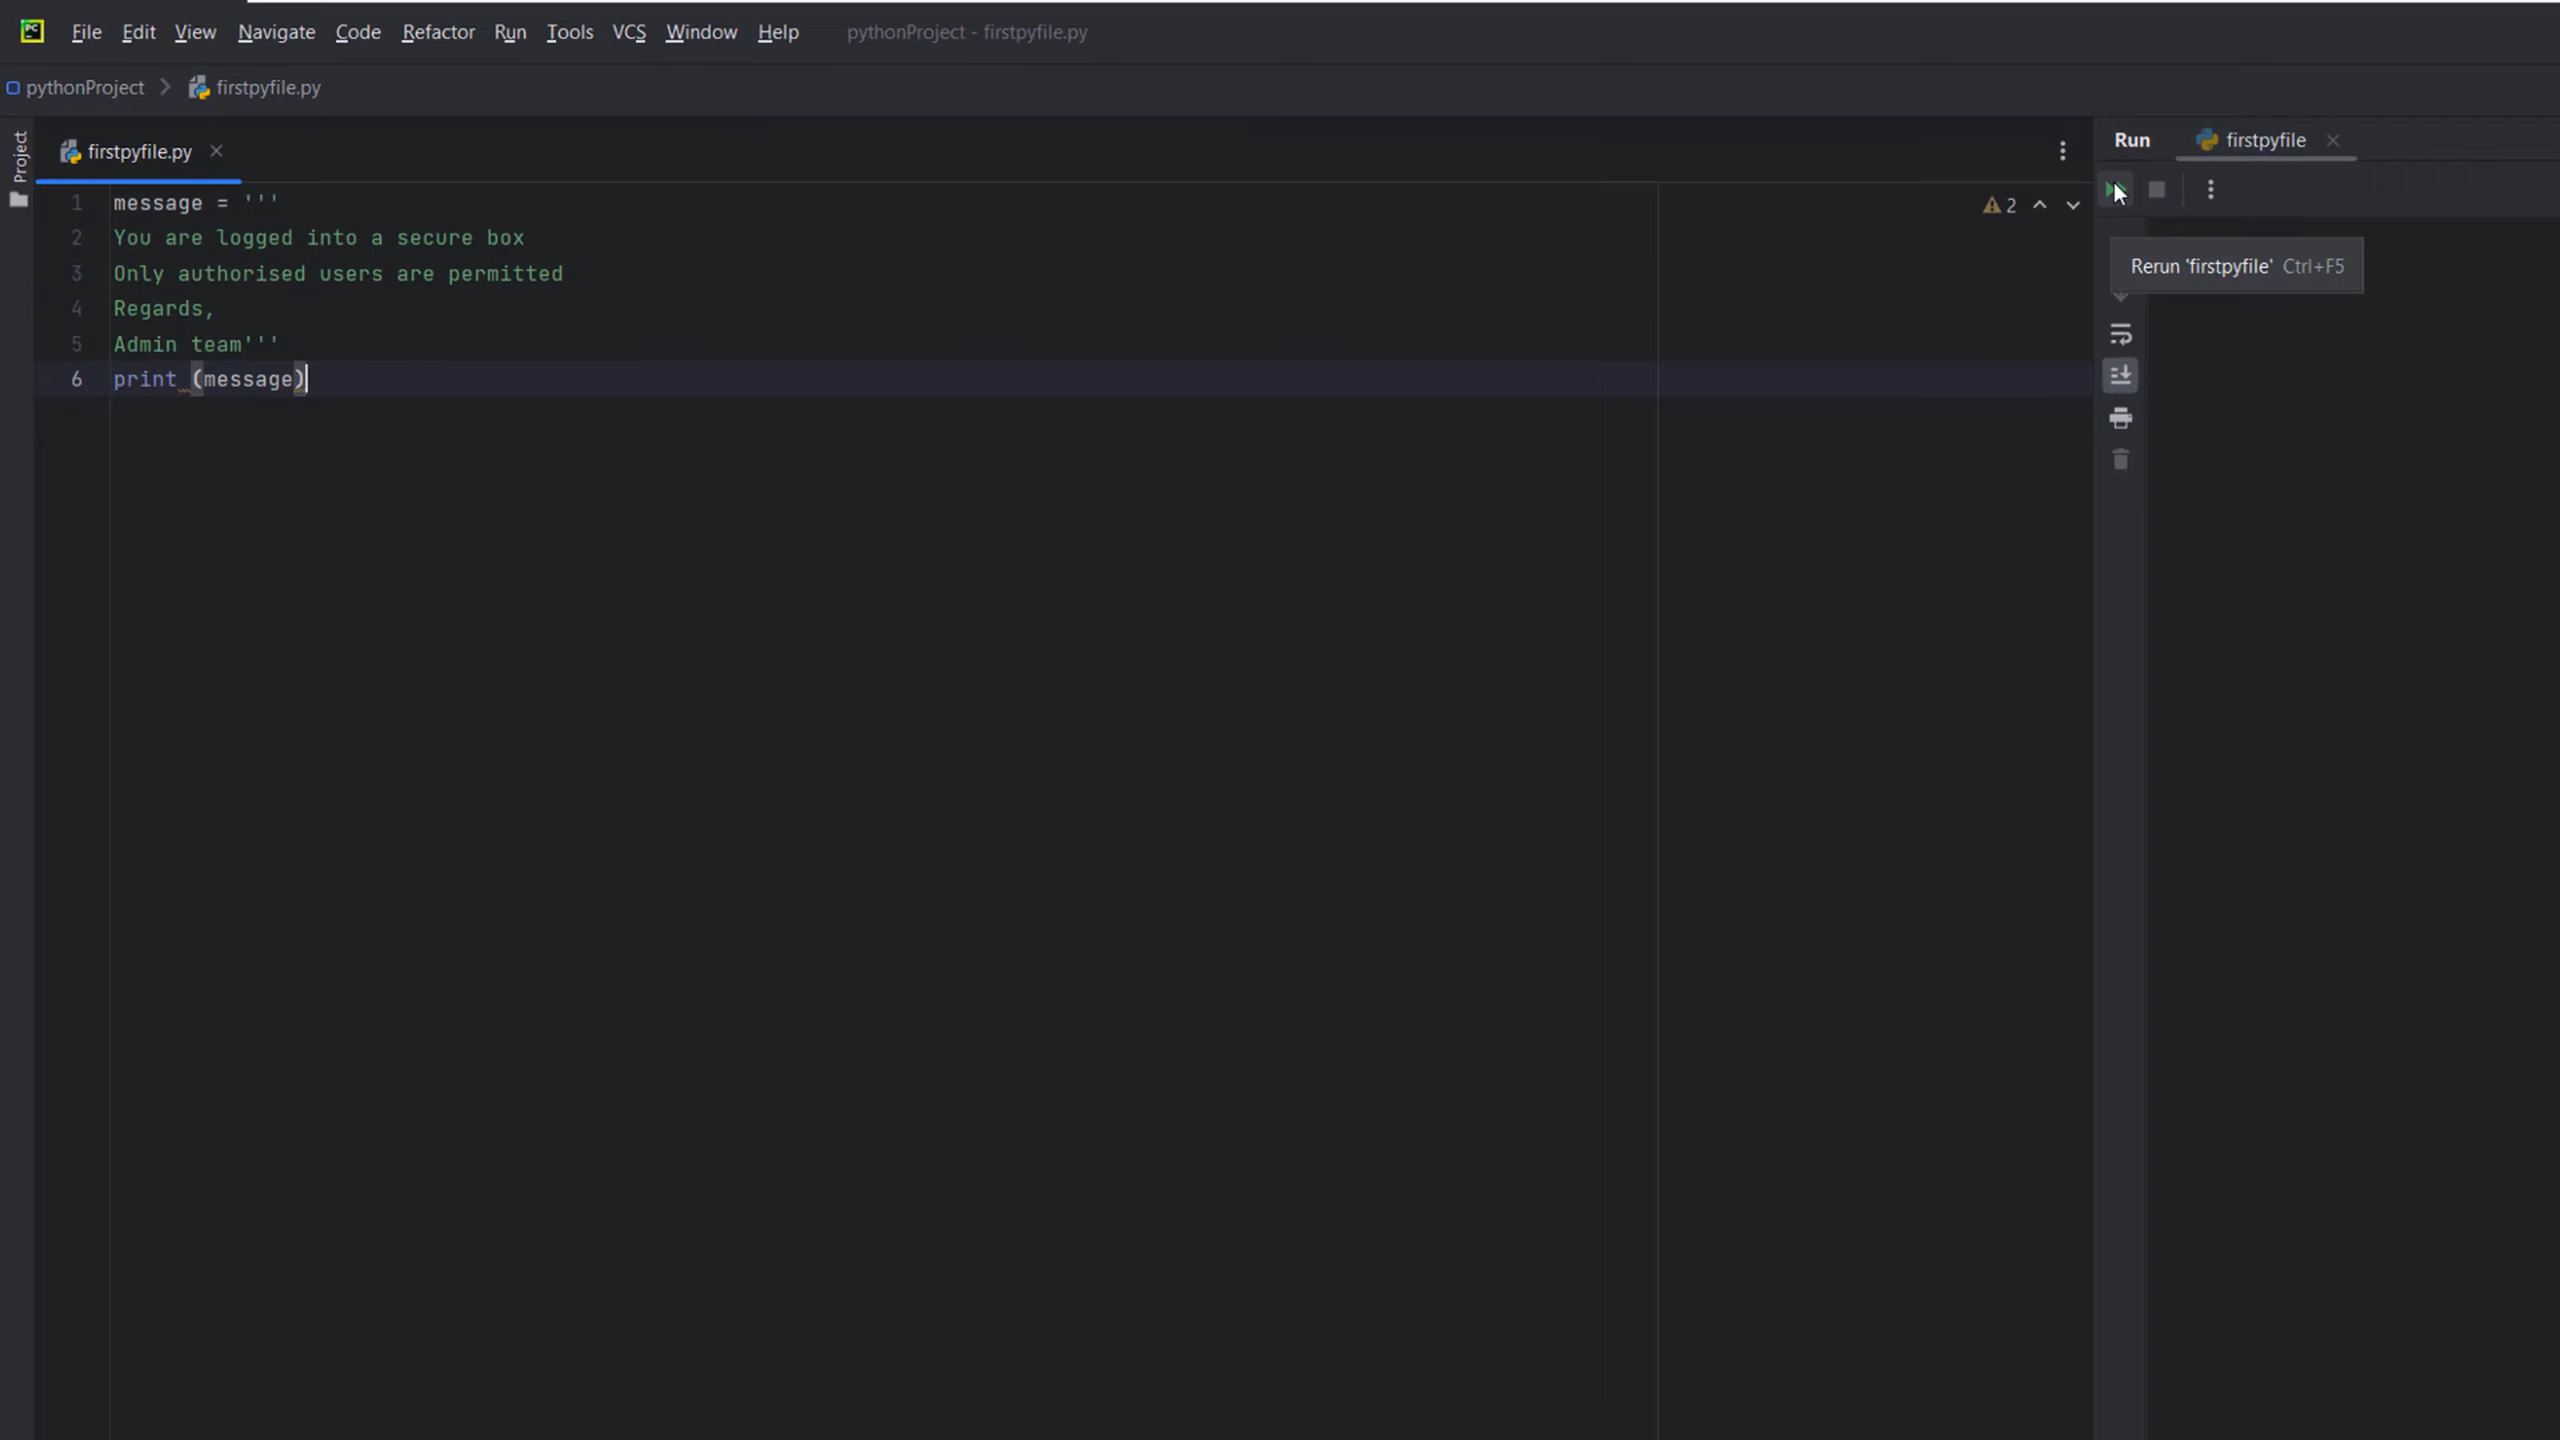 PC File Edit View Navigate Code Refactor Run Tools VCS Window Help pythonProject - firstpyfile.py
pythonProject firstpyfile.py
Project
firstpyfile.py
Run firstpyfile
1 message = '''
2 You are logged into a secure box
3 Only authorised users are permitted
4 Regards,
5 Admin team'''
6 print (message)
2
Rerun 'firstpyfile' Ctrl+F5